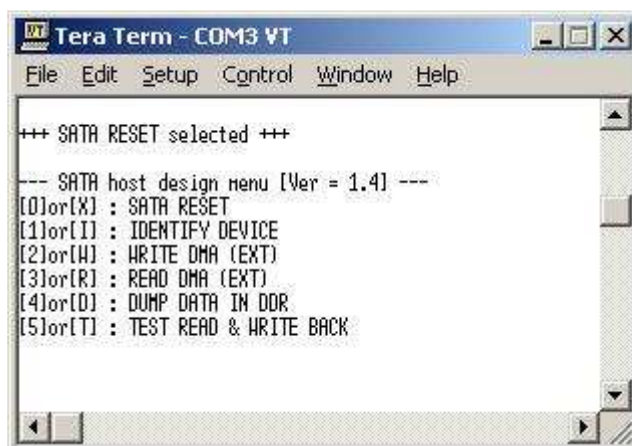 Tera Term - COM3 VT
File Edit Setup Control Window Help
+++ SATA RESET selected +++
--- SATA host design menu [Ver = 1.4] ---
[0]or[X] : SATA RESET
[1]or[I] : IDENTIFY DEVICE
[2]or[W] : WRITE DMA (EXT)
[3]or[R] : READ DMA (EXT)
[4]or[D] : DUMP DATA IN DDR
[5]or[T] : TEST READ & WRITE BACK